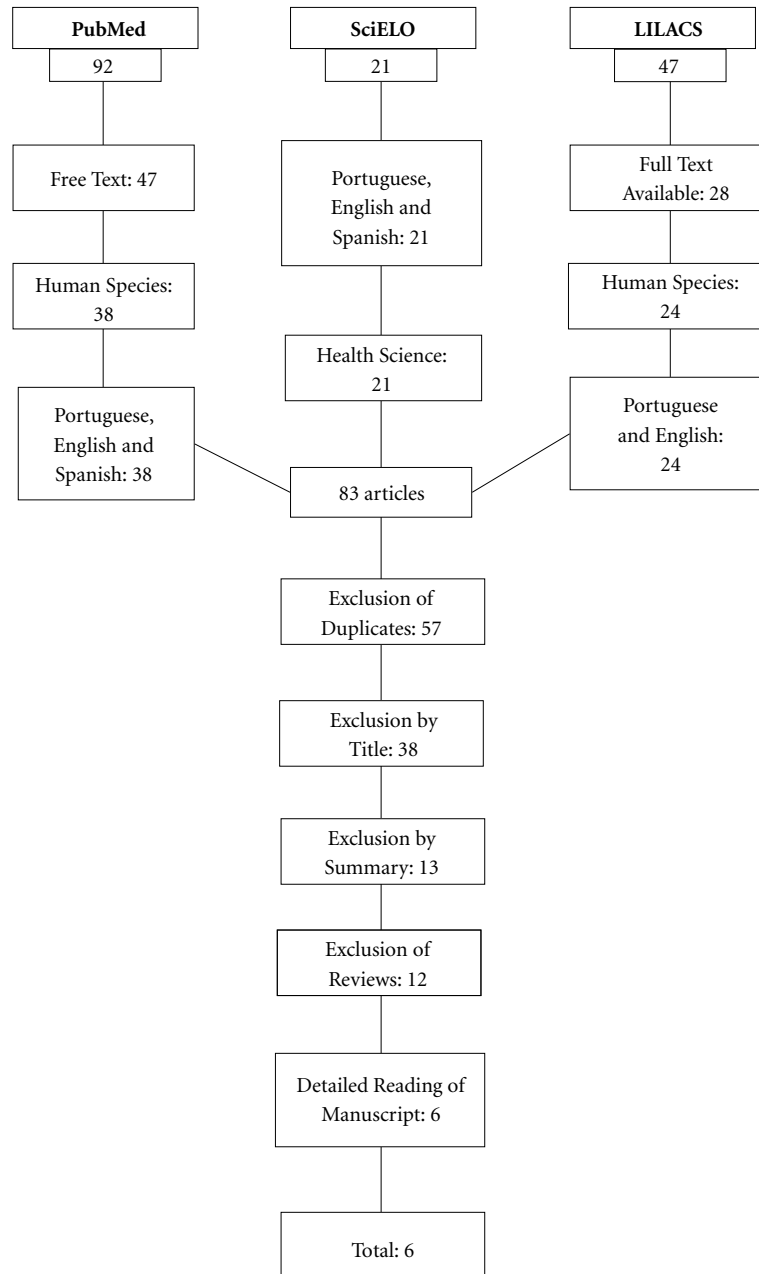 PubMed
92
Free Text: 47
Human Species:
38
Portuguese,
English and
Spanish: 38
SciELO
21
Portuguese,
English and
Spanish: 21
Health Science:
21
LILACS
47
Full Text
Available: 28
Human Species:
24
Portuguese
and English:
24
83 articles
Exclusion of
Duplicates: 57
Exclusion by
Title: 38
Exclusion by
Summary: 13
Exclusion of
Reviews: 12
Detailed Reading of
Manuscript: 6
Total: 6